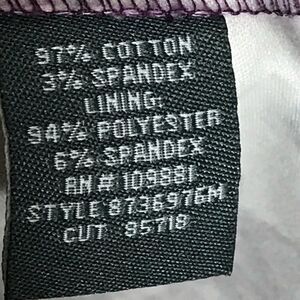 97% COTTON
3% SPANDEX
LINING:
94% POLYESTER
6% SPANDEX
RN# 109881
STYLE 8736976M
CUT 85718